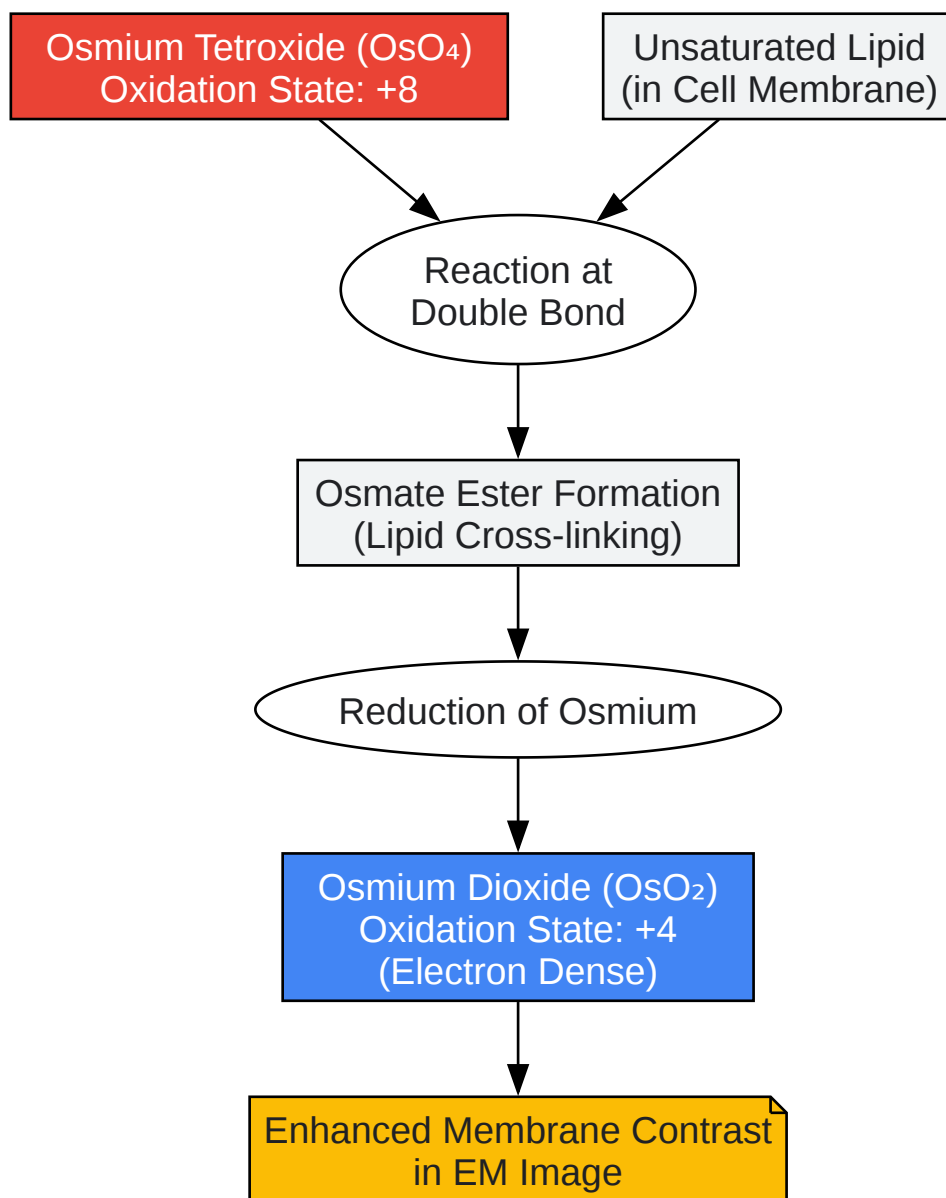 Osmium Tetroxide (OsO₄)
Oxidation State: +8
Unsaturated Lipid
(in Cell Membrane)
Reaction at
Double Bond
Osmate Ester Formation
(Lipid Cross-linking)
Reduction of Osmium
Osmium Dioxide (OsO₂)
Oxidation State: +4
(Electron Dense)
Enhanced Membrane Contrast
in EM Image